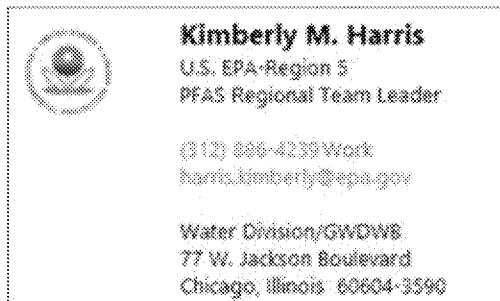 Kimberly M. Harris
U.S. EPA-Region 5
PFAS Regional Team Leader
(312) 886-4239 Work
harris.kimberly@epa.gov
Water Division/GWDWB
77 W. Jackson Boulevard
Chicago, Illinois 60604-3590